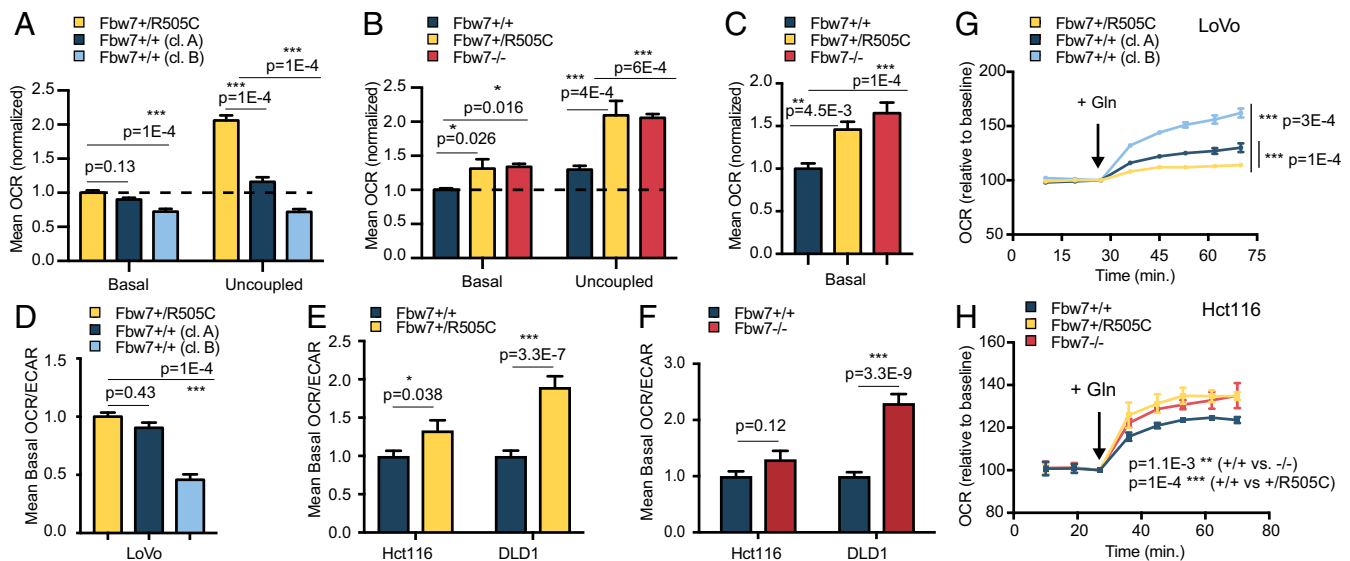 A
Fbw7+/R505C
Fbw7+/+ (cl. A)
Fbw7+/+ (cl. B)
***
p=1E-4
***
p=1E-4
***
p=1E-4
p=0.13
Mean OCR (normalized)
2.5
2.0
1.5
1.0
0.5
0.0
Basal
Uncoupled
B
Fbw7+/+
Fbw7+/R505C
Fbw7-/-
*
p=0.016
*
p=0.026
***
p=6E-4
***
p=4E-4
Mean OCR (normalized)
2.5
2.0
1.5
1.0
0.5
0.0
Basal
Uncoupled
C
Fbw7+/+
Fbw7+/R505C
Fbw7-/-
***
p=1E-4
**
p=4.5E-3
Mean OCR (normalized)
2.0
1.5
1.0
0.5
0.0
Basal
G
LoVo
Fbw7+/R505C
Fbw7+/+ (cl. A)
Fbw7+/+ (cl. B)
+ Gln
*** p=3E-4
*** p=1E-4
OCR (relative to baseline)
200
150
100
50
0
15
30
45
60
75
Time (min.)
D
Fbw7+/R505C
Fbw7+/+ (cl. A)
Fbw7+/+ (cl. B)
p=1E-4
***
p=0.43
Mean Basal OCR/ECAR
1.5
1.0
0.5
0.0
LoVo
E
Fbw7+/+
Fbw7+/R505C
***
p=3.3E-7
*
p=0.038
Mean Basal OCR/ECAR
2.5
2.0
1.5
1.0
0.5
0.0
Hct116
DLD1
F
Fbw7+/+
Fbw7-/-
***
p=3.3E-9
p=0.12
Mean Basal OCR/ECAR
3.0
2.0
1.0
0.0
Hct116
DLD1
H
Hct116
Fbw7+/+
Fbw7+/R505C
Fbw7-/-
+ Gln
p=1.1E-3 ** (+/+ vs. -/-)
p=1E-4 *** (+/+ vs +/R505C)
OCR (relative to baseline)
160
140
120
100
80
0
20
40
60
80
Time (min.)